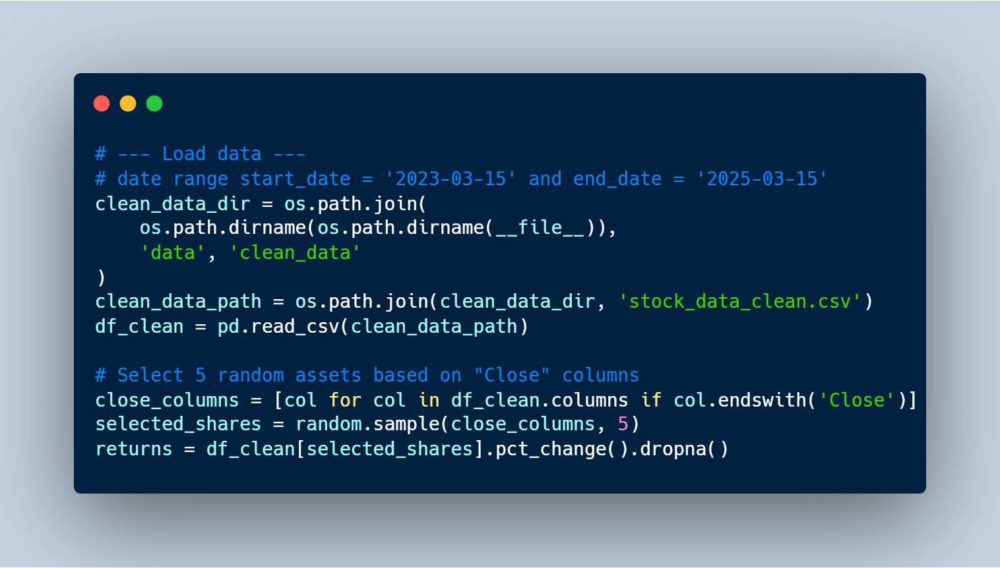 # --- Load data ---
# date range start_date = '2023-03-15' and end_date = '2025-03-15'
clean_data_dir = os.path.join(
    os.path.dirname(os.path.dirname(__file__)),
    'data', 'clean_data'
)
clean_data_path = os.path.join(clean_data_dir, 'stock_data_clean.csv')
df_clean = pd.read_csv(clean_data_path)

# Select 5 random assets based on "Close" columns
close_columns = [col for col in df_clean.columns if col.endswith('Close')]
selected_shares = random.sample(close_columns, 5)
returns = df_clean[selected_shares].pct_change().dropna()